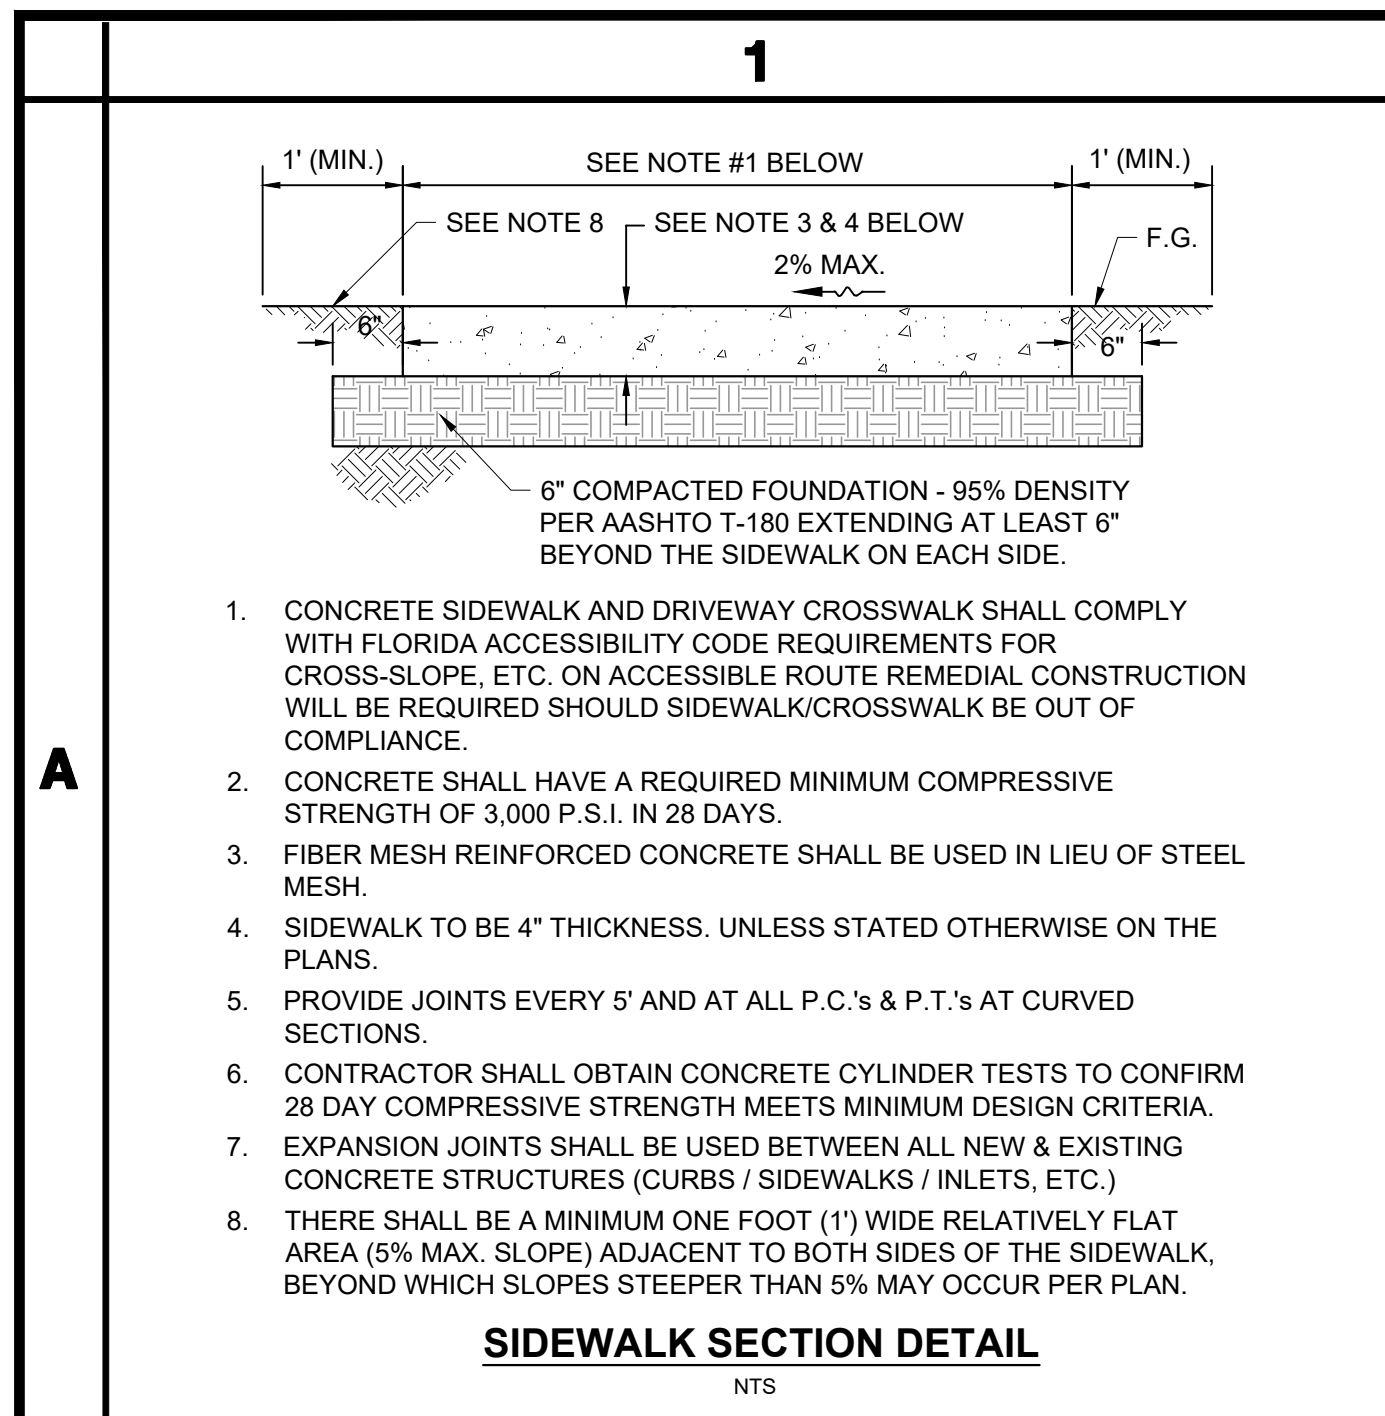 1
1' (MIN.) SEE NOTE #1 BELOW 1' (MIN.)
SEE NOTE 8 SEE NOTE 3 & 4 BELOW
F.G.
2% MAX.
6"
6"
6" COMPACTED FOUNDATION - 95% DENSITY
PER AASHTO T-180 EXTENDING AT LEAST 6"
BEYOND THE SIDEWALK ON EACH SIDE.
1. CONCRETE SIDEWALK AND DRIVEWAY CROSSWALK SHALL COMPLY
WITH FLORIDA ACCESSIBILITY CODE REQUIREMENTS FOR
CROSS-SLOPE, ETC. ON ACCESSIBLE ROUTE REMEDIAL CONSTRUCTION
WILL BE REQUIRED SHOULD SIDEWALK/CROSSWALK BE OUT OF
COMPLIANCE.
A
2. CONCRETE SHALL HAVE A REQUIRED MINIMUM COMPRESSIVE
STRENGTH OF 3,000 P.S.I. IN 28 DAYS.
3. FIBER MESH REINFORCED CONCRETE SHALL BE USED IN LIEU OF STEEL
MESH.
4. SIDEWALK TO BE 4" THICKNESS. UNLESS STATED OTHERWISE ON THE
PLANS.
5. PROVIDE JOINTS EVERY 5' AND AT ALL P.C.'s & P.T.'s AT CURVED
SECTIONS.
6. CONTRACTOR SHALL OBTAIN CONCRETE CYLINDER TESTS TO CONFIRM
28 DAY COMPRESSIVE STRENGTH MEETS MINIMUM DESIGN CRITERIA.
7. EXPANSION JOINTS SHALL BE USED BETWEEN ALL NEW & EXISTING
CONCRETE STRUCTURES (CURBS / SIDEWALKS / INLETS, ETC.)
8. THERE SHALL BE A MINIMUM ONE FOOT (1') WIDE RELATIVELY FLAT
AREA (5% MAX. SLOPE) ADJACENT TO BOTH SIDES OF THE SIDEWALK,
BEYOND WHICH SLOPES STEEPER THAN 5% MAY OCCUR PER PLAN.
SIDEWALK SECTION DETAIL
NTS